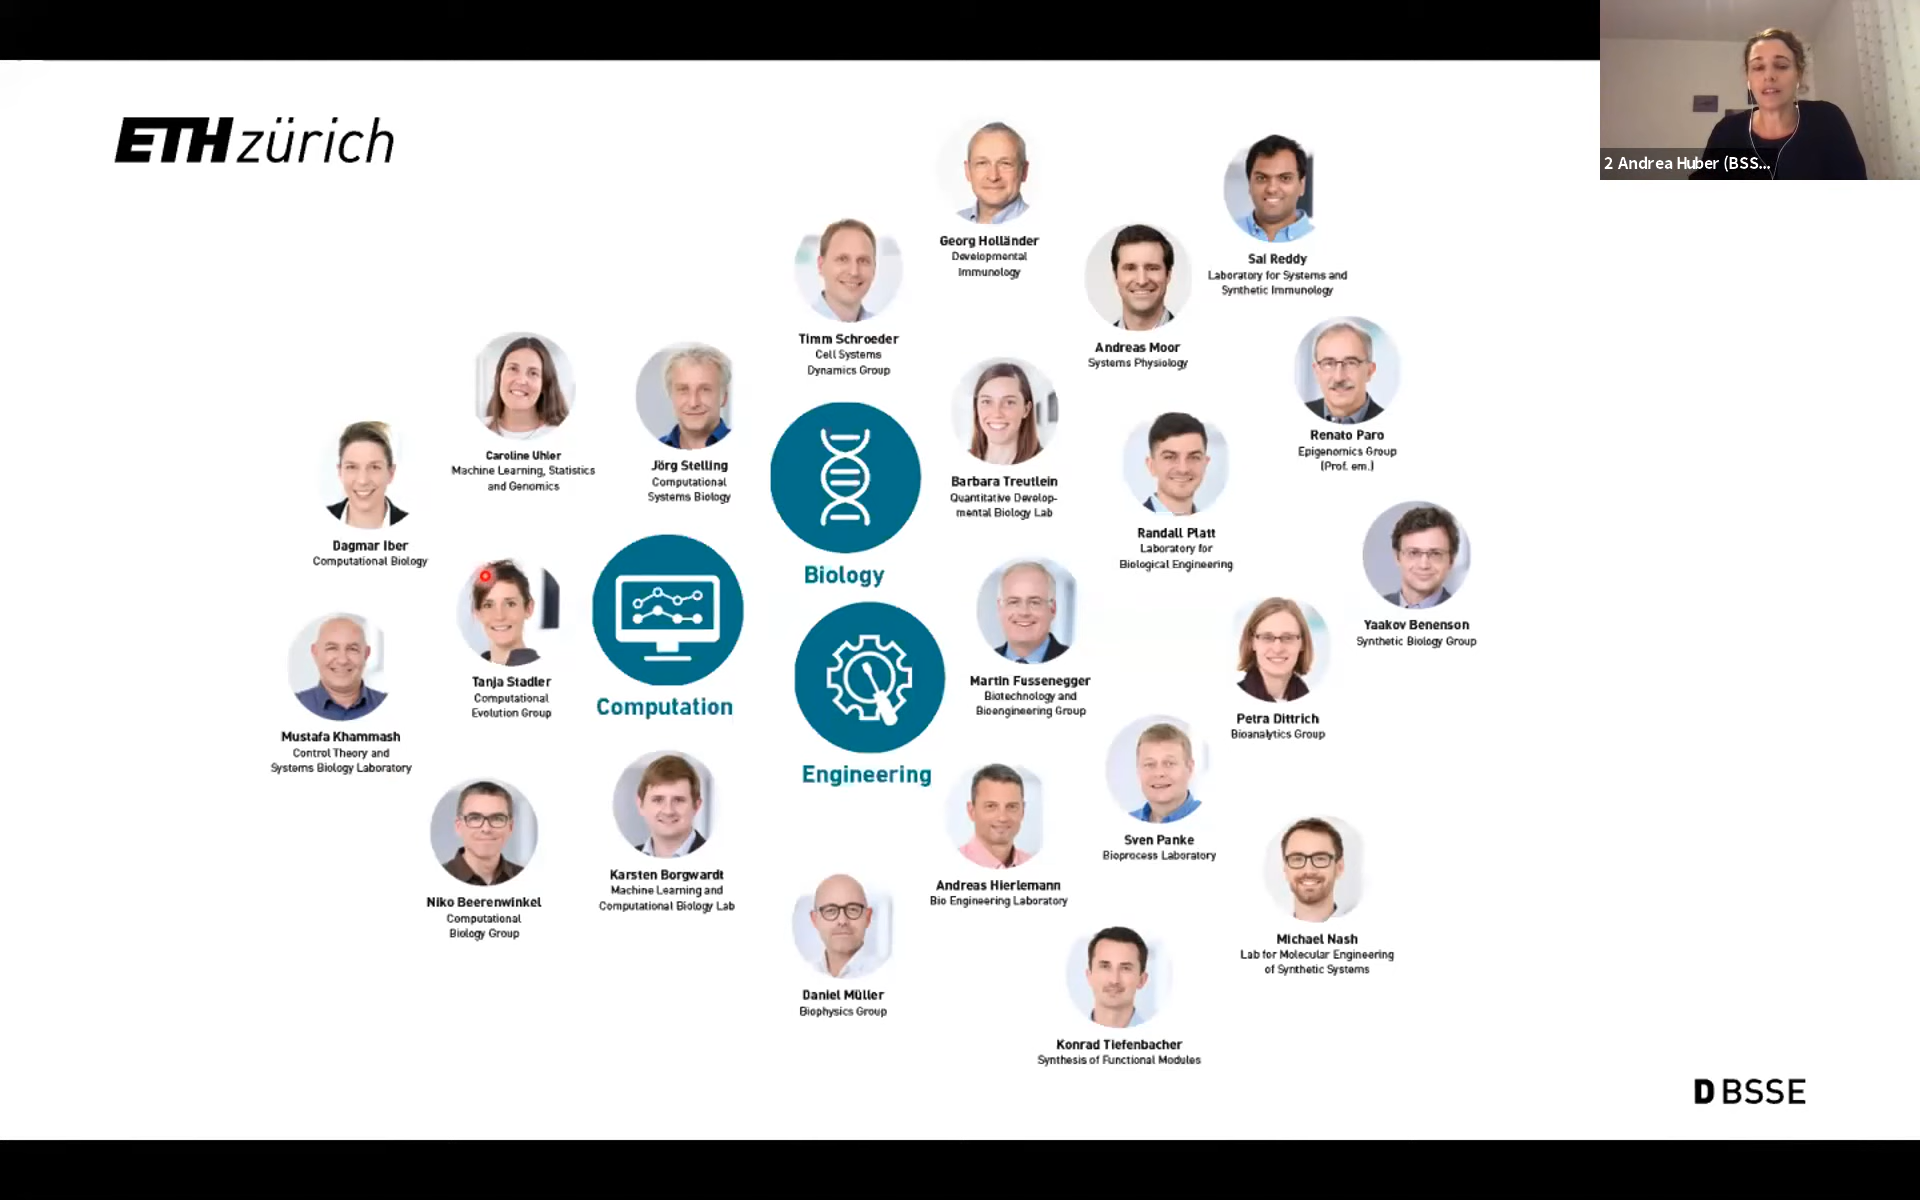 ETH zürich
2 Andrea Huber (BSS...
Georg Holländer
Developmental
Immunology
Sai Reddy
Laboratory for Systems and
Synthetic Immunology
Timm Schroeder
Cell Systems
Dynamics Group
Andreas Moor
Systems Physiology
Caroline Uhler
Machine Learning, Statistics
and Genomics
Jörg Stelling
Computational
Systems Biology
Barbara Treutlein
Quantitative Develop-
mental Biology Lab
Renato Paro
Epigenomics Group
(Prof. em.)
Dagmar Iber
Computational Biology
Randall Platt
Laboratory for
Biological Engineering
Biology
Yaakov Benenson
Synthetic Biology Group
Tanja Stadler
Computational
Evolution Group
Computation
Martin Fussenegger
Biotechnology and
Bioengineering Group
Petra Dittrich
Bioanalytics Group
Mustafa Khammash
Control Theory and
Systems Biology Laboratory
Engineering
Sven Panke
Bioprocess Laboratory
Niko Beerenwinkel
Computational
Biology Group
Karsten Borgwardt
Machine Learning and
Computational Biology Lab
Andreas Hierlemann
Bio Engineering Laboratory
Michael Nash
Lab for Molecular Engineering
of Synthetic Systems
Daniel Müller
Biophysics Group
Konrad Tiefenbacher
Synthesis of Functional Modules
D BSSE